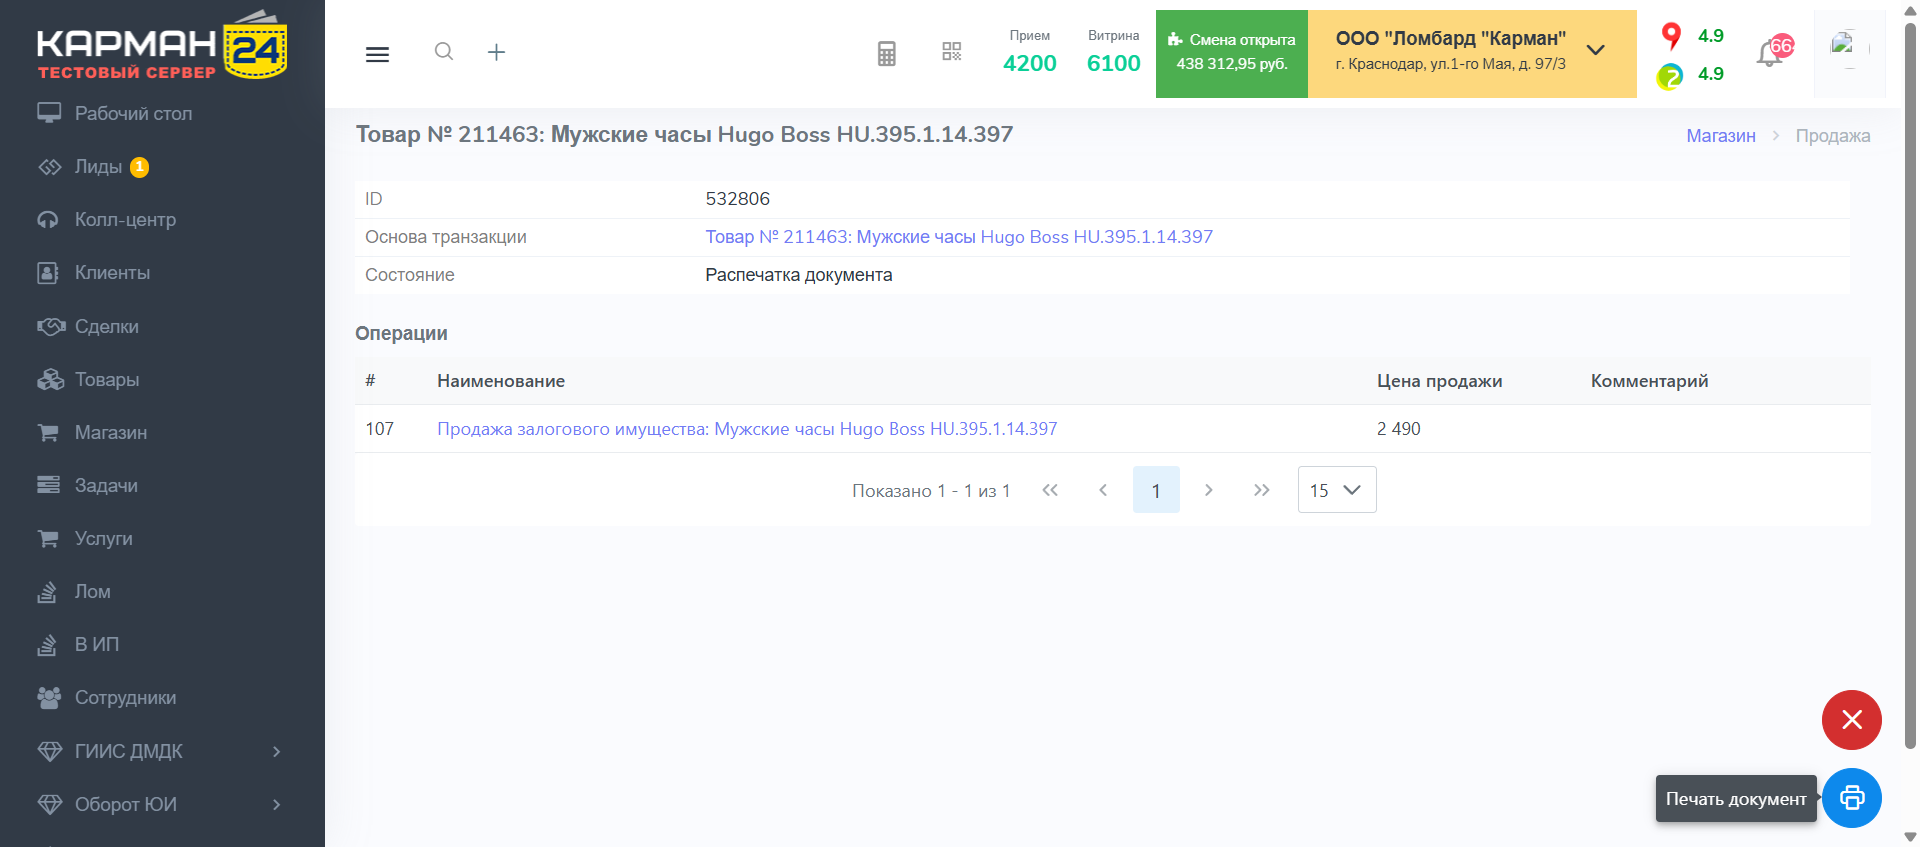 КАРМАН 24
ТЕСТОВЫЙ СЕРВЕР
Рабочий стол
Лиды 1
Колл-центр
Клиенты
Сделки
Товары
Магазин
Задачи
Услуги
Лом
В ИП
Сотрудники
ГИИС ДМДК
Оборот ЮИ
Прием
4200
Витрина
6100
Смена открыта
438 312,95 руб.
ООО "Ломбард "Карман"
г. Краснодар, ул.1-го Мая, д. 97/3
4.9
4.9
Товар № 211463: Мужские часы Hugo Boss HU.395.1.14.397
Магазин > Продажа
ID 532806
Основа транзакции Товар № 211463: Мужские часы Hugo Boss HU.395.1.14.397
Состояние Распечатка документа
Операции
# Наименование Цена продажи Комментарий
107 Продажа залогового имущества: Мужские часы Hugo Boss HU.395.1.14.397 2 490
Показано 1 - 1 из 1 1 15
Печать документ